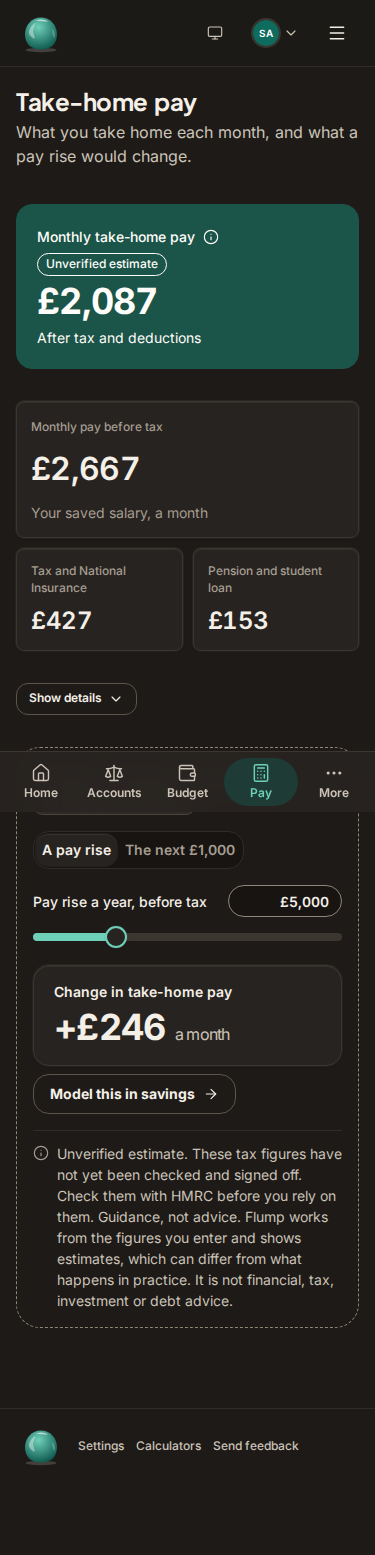 SA
Take-home pay
What you take home each month, and what a
pay rise would change.
Monthly take-home pay
Unverified estimate
£2,087
After tax and deductions
Monthly pay before tax
£2,667
Your saved salary, a month
Tax and National
Insurance
£427
Pension and student
loan
£153
Show details
Home
Accounts
Budget
Pay
More
A pay rise
The next £1,000
Pay rise a year, before tax
£5,000
Change in take-home pay
+£246 a month
Model this in savings
Unverified estimate. These tax figures have
not yet been checked and signed off.
Check them with HMRC before you rely on
them. Guidance, not advice. Flump works
from the figures you enter and shows
estimates, which can differ from what
happens in practice. It is not financial, tax,
investment or debt advice.
Settings
Calculators
Send feedback